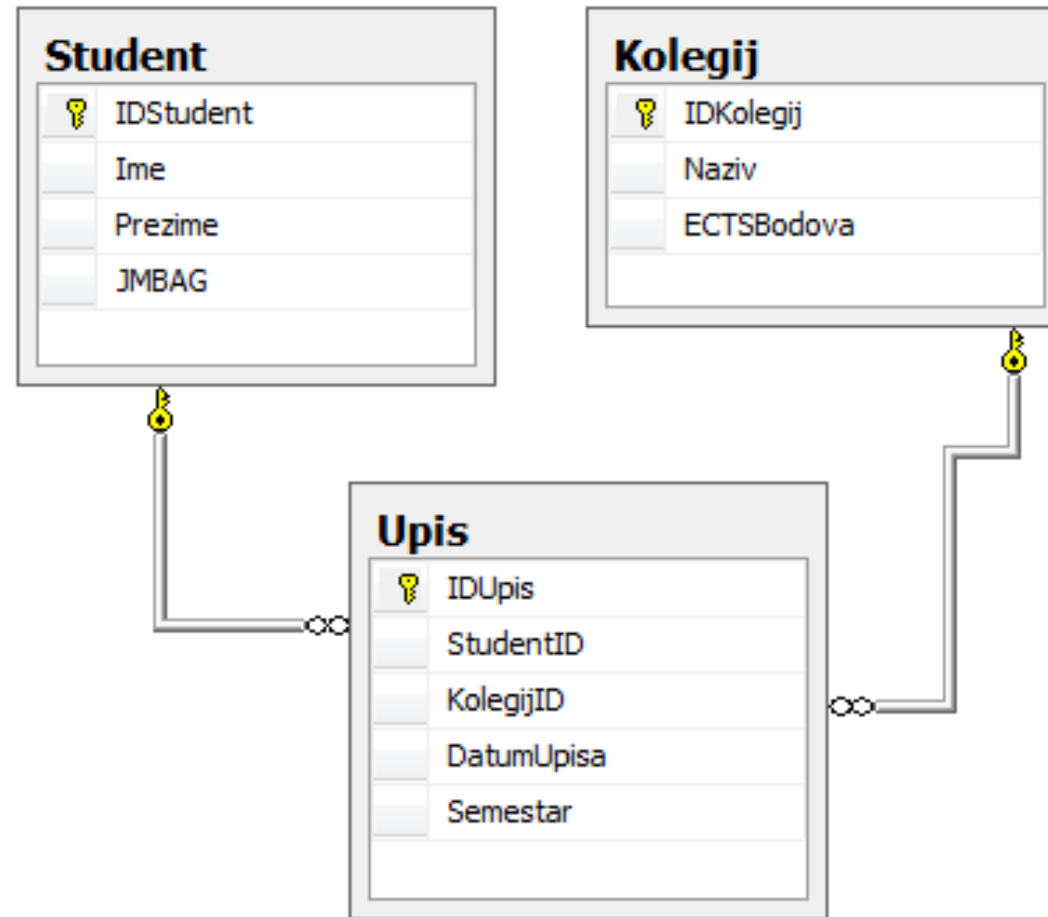 Student
IDStudent
Ime
Prezime
JMBAG
Kolegij
IDKolegij
Naziv
ECTSBodova
Upis
IDUpis
StudentID
KolegijID
DatumUpisa
Semestar